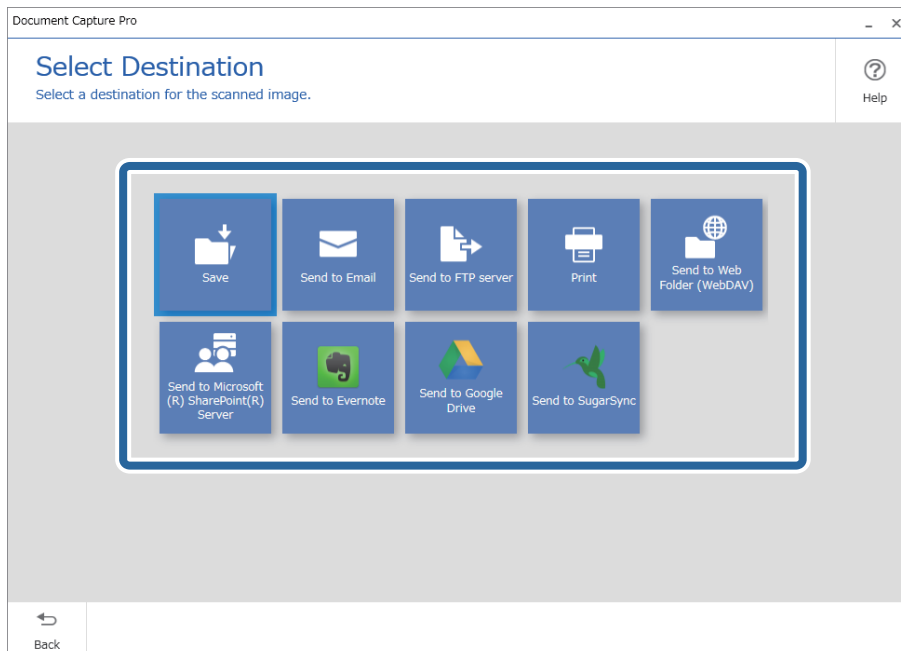 Document Capture Pro
Select Destination
Select a destination for the scanned image.
Help
Save
Send to Email
Send to FTP server
Print
Send to Web
Folder (WebDAV)
Send to Microsoft
(R) SharePoint(R)
Server
Send to Evernote
Send to Google
Drive
Send to SugarSync
Back